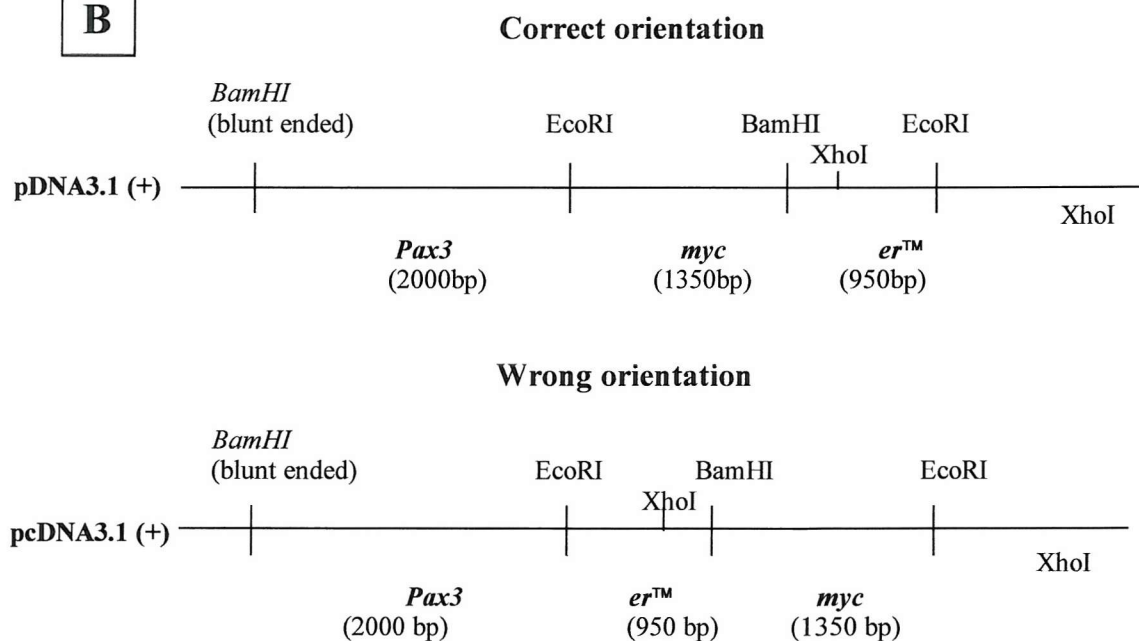 B
Correct orientation
BamHI
(blunt ended)
EcoRI
BamHI
EcoRI
XhoI
pDNA3.1 (+)
XhoI
Pax3
myc
er™
(2000bp)
(1350bp)
(950bp)
Wrong orientation
BamHI
(blunt ended)
EcoRI
BamHI
EcoRI
XhoI
pcDNA3.1 (+)
XhoI
Pax3
er™
myc
(2000 bp)
(950 bp)
(1350 bp)